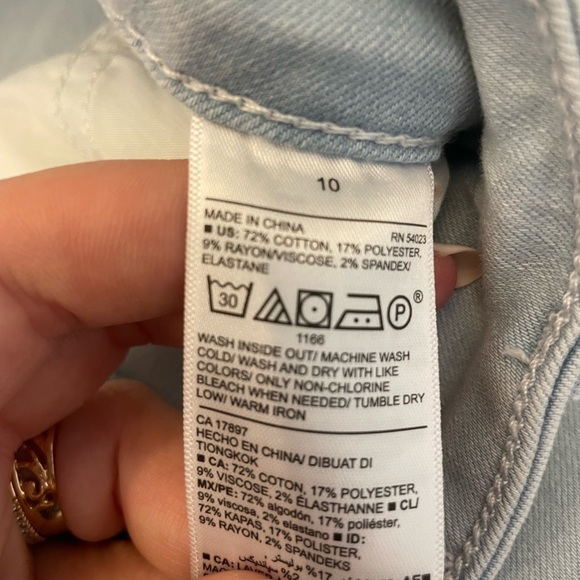 10
MADE IN CHINA RN 54023
■ US: 72% COTTON, 17% POLYESTER,
9% RAYON/VISCOSE, 2% SPANDEX/
ELASTANE
30 P ®
1166
WASH INSIDE OUT/ MACHINE WASH
COLD/ WASH AND DRY WITH LIKE
COLORS/ ONLY NON-CHLORINE
BLEACH WHEN NEEDED/ TUMBLE DRY
LOW/ WARM IRON
CA 17897
HECHO EN CHINA/ DIBUAT DI
TIONGKOK
■ CA: 72% COTON, 17% POLYESTER,
9% VISCOSE, 2% ÉLASTHANNE ■ CL/
MX/PE: 72% algodón, 17% poliéster,
9% viscosa, 2% elastano ■ ID:
72% KAPAS, 17% POLISTER,
9% RAYON, 2% SPANDEKS